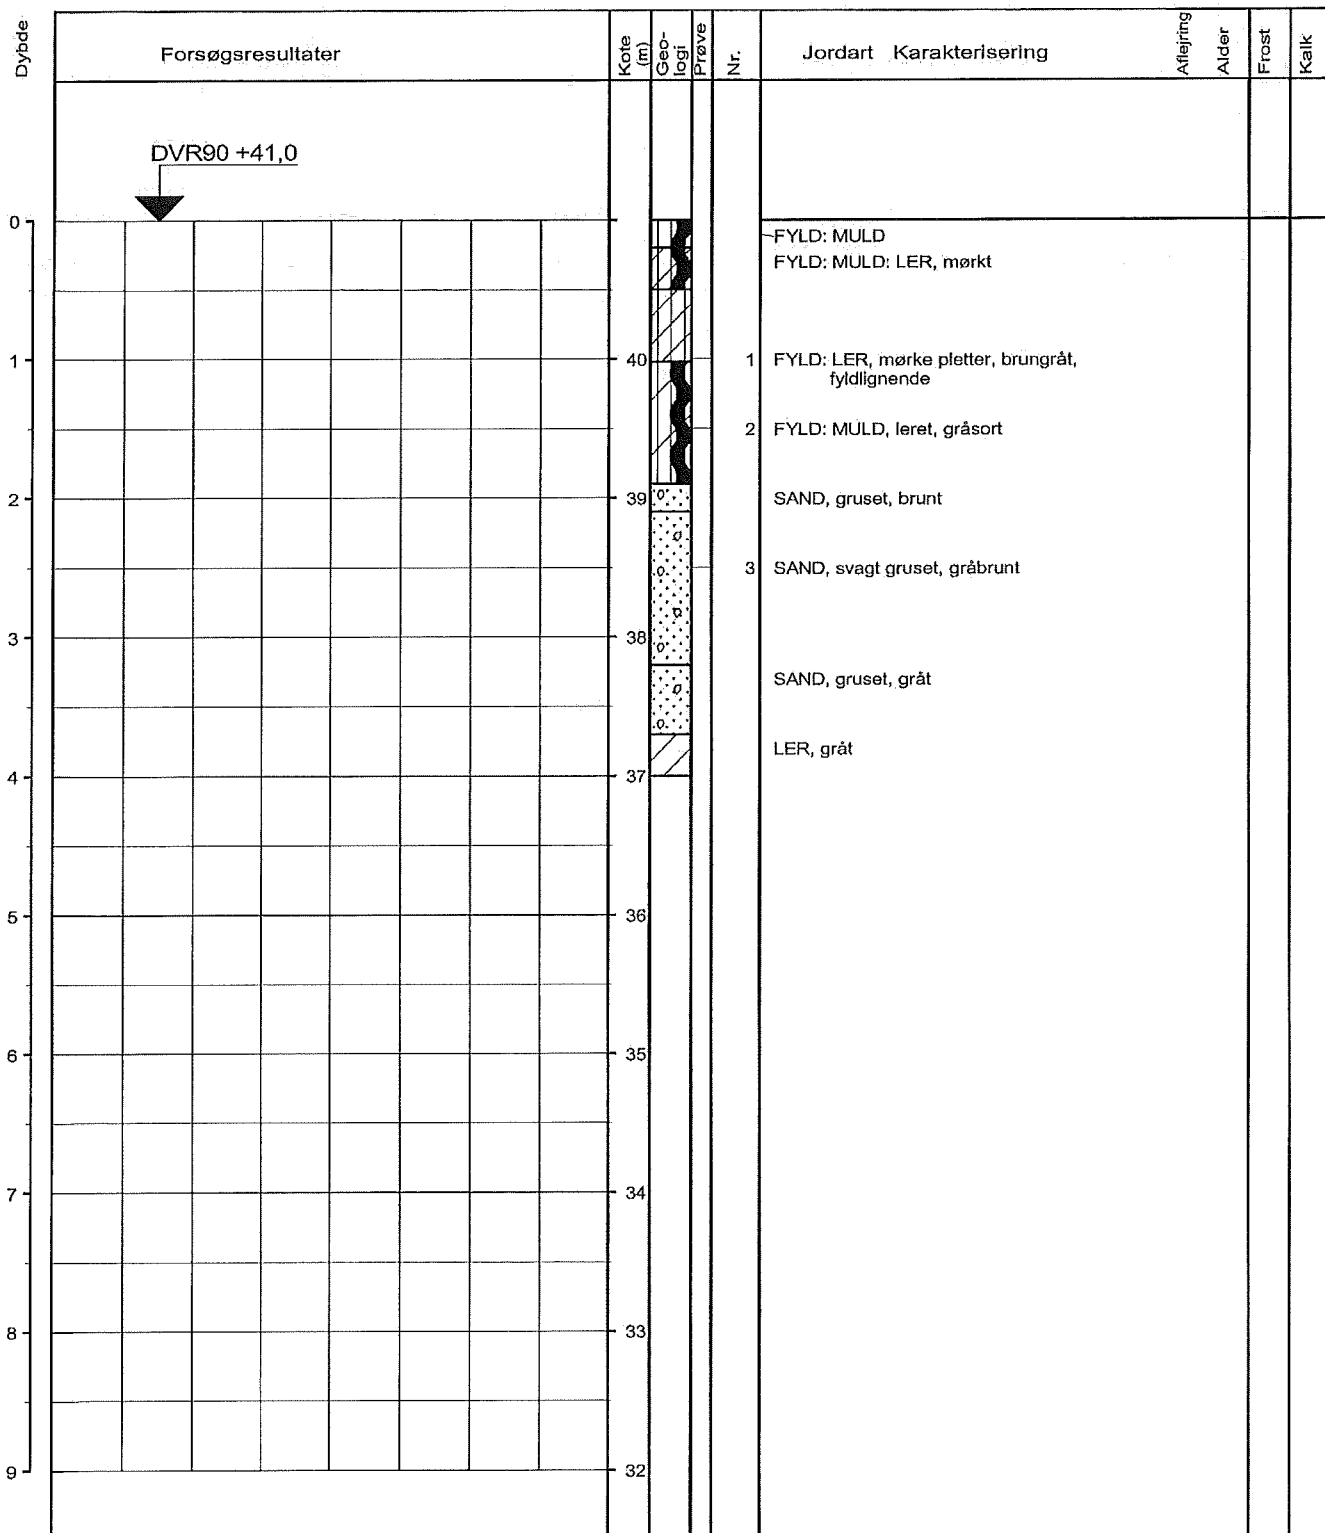 Dybde
Forsøgsresultater
Kote (m)
Geo-
logi
Prøve
Nr.
Jordart Karakterisering
Aflejring
Alder
Frost
Kalk
DVR90 +41,0
0
FYLD: MULD
FYLD: MULD: LER, mørkt
1
40
1
FYLD: LER, mørke pletter, brungråt,
fyldlignende
2
FYLD: MULD, leret, gråsort
2
39
SAND, gruset, brunt
3
SAND, svagt gruset, gråbrunt
3
38
SAND, gruset, gråt
LER, gråt
4
37
5
36
6
35
7
34
8
33
9
32